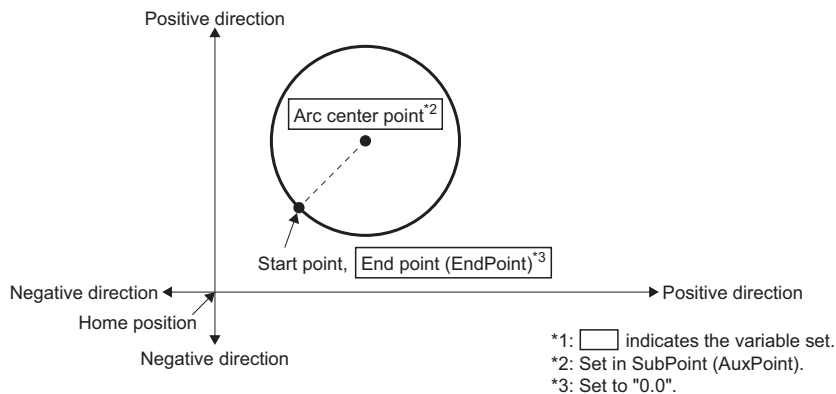 Positive direction
Arc center point*2
Start point, End point (EndPoint)*3
Negative direction
Positive direction
Home position
Negative direction
*1: indicates the variable set.
*2: Set in SubPoint (AuxPoint).
*3: Set to "0.0".